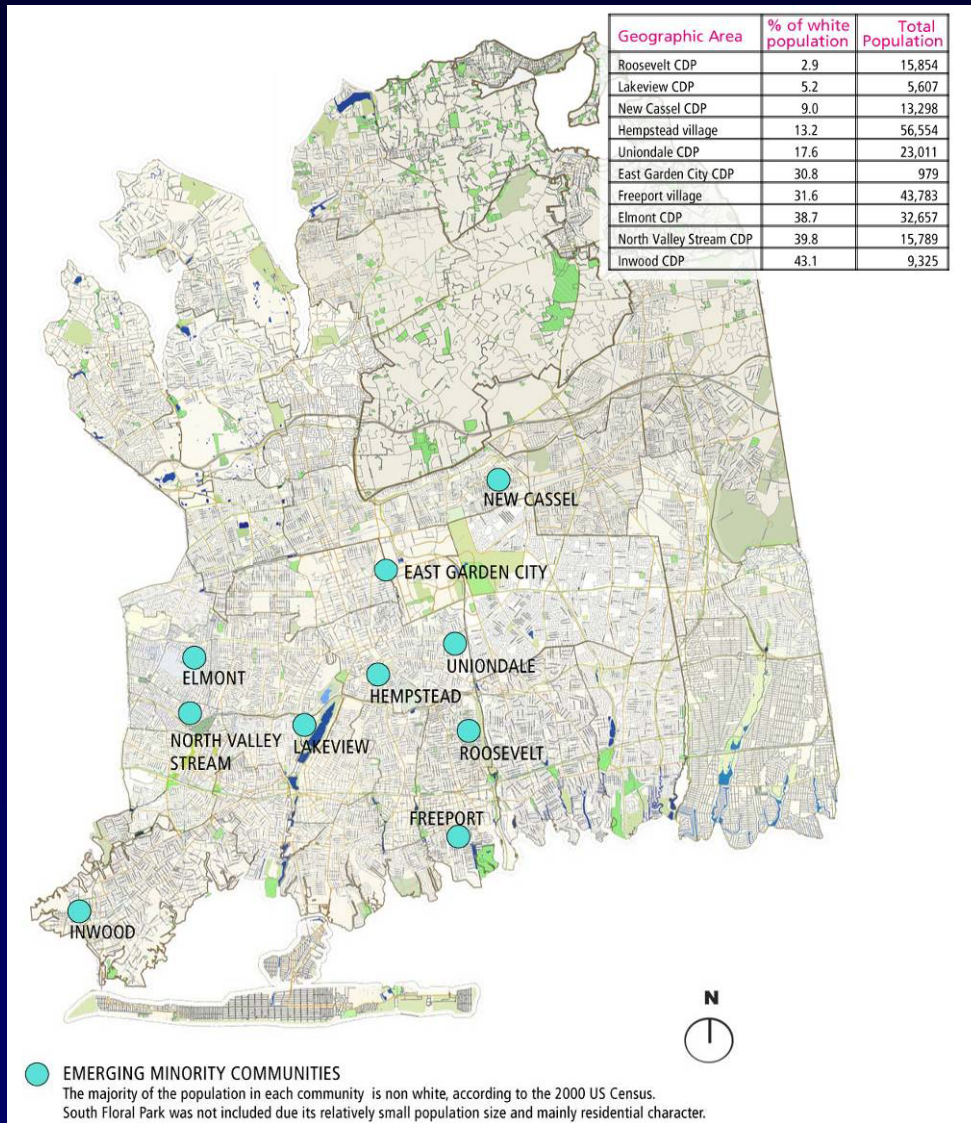 Geographic Area % of white population Total Population
Roosevelt CDP 2.9 15,854
Lakeview CDP 5.2 5,607
New Cassel CDP 9.0 13,298
Hempstead village 13.2 56,554
Uniondale CDP 17.6 23,011
East Garden City CDP 30.8 979
Freeport village 31.6 43,783
Elmont CDP 38.7 32,657
North Valley Stream CDP 39.8 15,789
Inwood CDP 43.1 9,325
NEW CASSEL
EAST GARDEN CITY
UNIONDALE
ELMONT
HEMPSTEAD
NORTH VALLEY
STREAM
LAKEVIEW
ROOSEVELT
FREEPORT
INWOOD
N
EMERGING MINORITY COMMUNITIES
The majority of the population in each community is non white, according to the 2000 US Census.
South Floral Park was not included due its relatively small population size and mainly residential character.